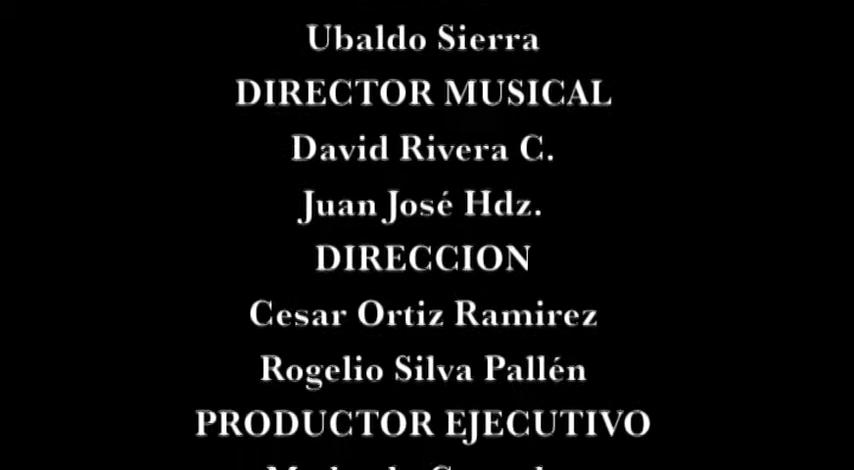 Ubaldo Sierra
DIRECTOR MUSICAL
David Rivera C.
Juan José Hdz.
DIRECCION
Cesar Ortiz Ramirez
Rogelio Silva Pallén
PRODUCTOR EJECUTIVO